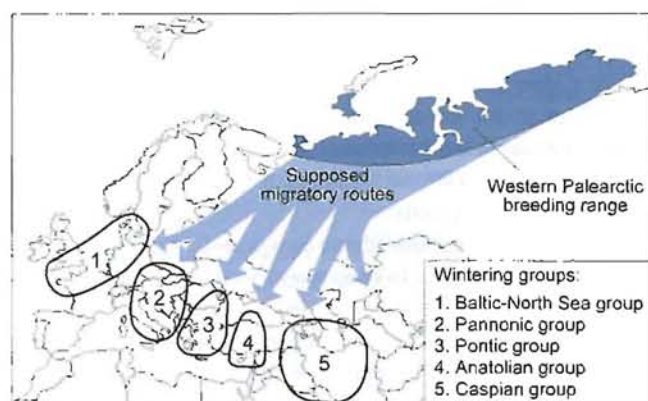 Supposed
migratory routes
Western Palearctic
breeding range
1
2
3
4
5
Wintering groups:
1. Baltic-North Sea group
2. Pannonic group
3. Pontic group
4. Anatolian group
5. Caspian group